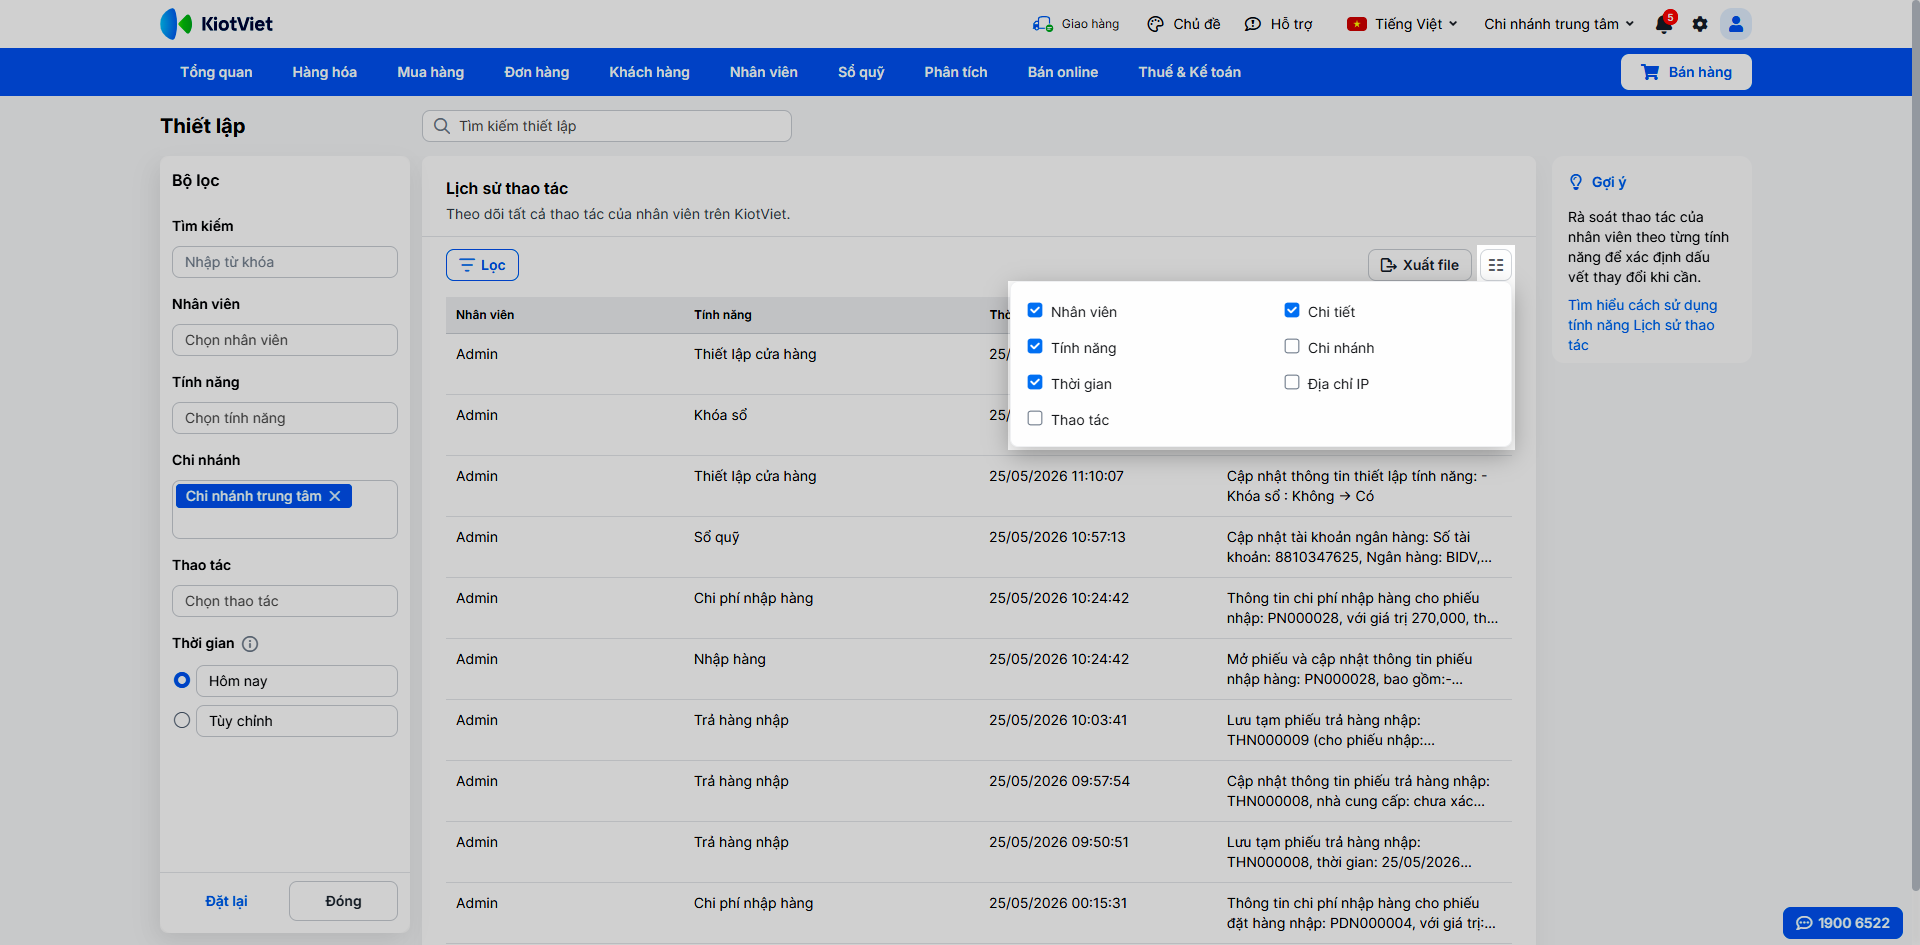 KiotViet
Giao hàng
Chủ đề
Hỗ trợ
Tiếng Việt
Chi nhánh trung tâm
5
Tổng quan
Hàng hóa
Mua hàng
Đơn hàng
Khách hàng
Nhân viên
Sổ quỹ
Phân tích
Bán online
Thuế & Kế toán
Bán hàng
Thiết lập
Tìm kiếm thiết lập
Bộ lọc
Tìm kiếm
Nhập từ khóa
Nhân viên
Chọn nhân viên
Tính năng
Chọn tính năng
Chi nhánh
Chi nhánh trung tâm
Thao tác
Chọn thao tác
Thời gian
Hôm nay
Tùy chỉnh
Đặt lại
Đóng
Lịch sử thao tác
Theo dõi tất cả thao tác của nhân viên trên KiotViet.
Lọc
Xuất file
Nhân viên
Tính năng
Thời gian
Thao tác
Chi tiết
Chi nhánh
Địa chỉ IP
Nhân viên Tính năng Thờ
Admin Thiết lập cửa hàng 25/
Admin Khóa sổ 25/
Admin Thiết lập cửa hàng 25/05/2026 11:10:07 Cập nhật thông tin thiết lập tính năng: -
Khóa sổ : Không → Có
Admin Sổ quỹ 25/05/2026 10:57:13 Cập nhật tài khoản ngân hàng: Số tài
khoản: 8810347625, Ngân hàng: BIDV,...
Admin Chi phí nhập hàng 25/05/2026 10:24:42 Thông tin chi phí nhập hàng cho phiếu
nhập: PN000028, với giá trị 270,000, th...
Admin Nhập hàng 25/05/2026 10:24:42 Mở phiếu và cập nhật thông tin phiếu
nhập hàng: PN000028, bao gồm:-...
Admin Trả hàng nhập 25/05/2026 10:03:41 Lưu tạm phiếu trả hàng nhập:
THN000009 (cho phiếu nhập:...
Admin Trả hàng nhập 25/05/2026 09:57:54 Cập nhật thông tin phiếu trả hàng nhập:
THN000008, nhà cung cấp: chưa xác...
Admin Trả hàng nhập 25/05/2026 09:50:51 Lưu tạm phiếu trả hàng nhập:
THN000008, thời gian: 25/05/2026...
Admin Chi phí nhập hàng 25/05/2026 00:15:31 Thông tin chi phí nhập hàng cho phiếu
đặt hàng nhập: PDN000004, với giá trị:...
Gợi ý
Rà soát thao tác của
nhân viên theo từng tính
năng để xác định dấu
vết thay đổi khi cần.
Tìm hiểu cách sử dụng
tính năng Lịch sử thao
tác
1900 6522